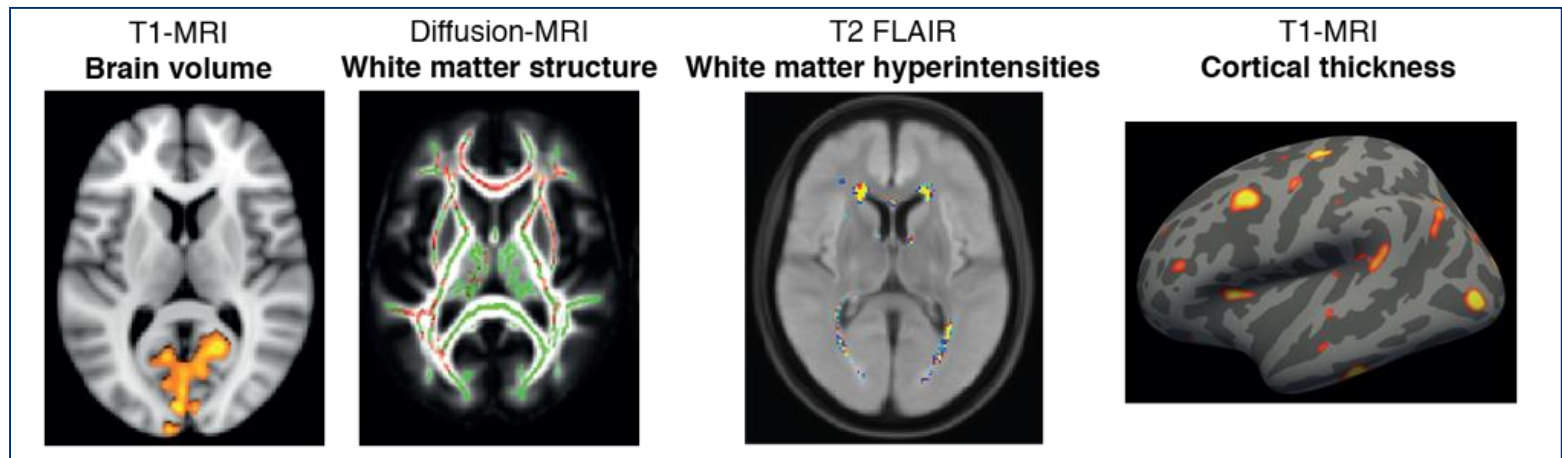 T1-MRI
Brain volume
Diffusion-MRI
White matter structure
T2 FLAIR
White matter hyperintensities
T1-MRI
Cortical thickness